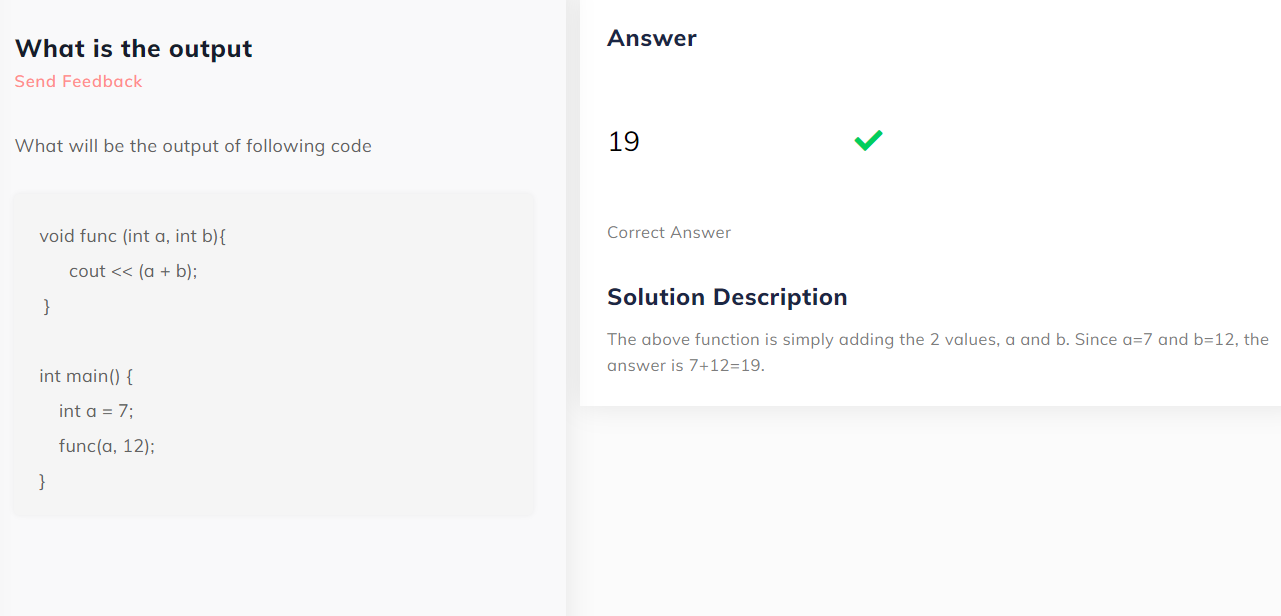 What is the output
Send Feedback
What will be the output of following code
void func (int a, int b){
cout << (a + b);
}
int main() {
int a = 7;
func(a, 12);
}
Answer
19
Correct Answer
Solution Description
The above function is simply adding the 2 values, a and b. Since a=7 and b=12, the
answer is 7+12=19.